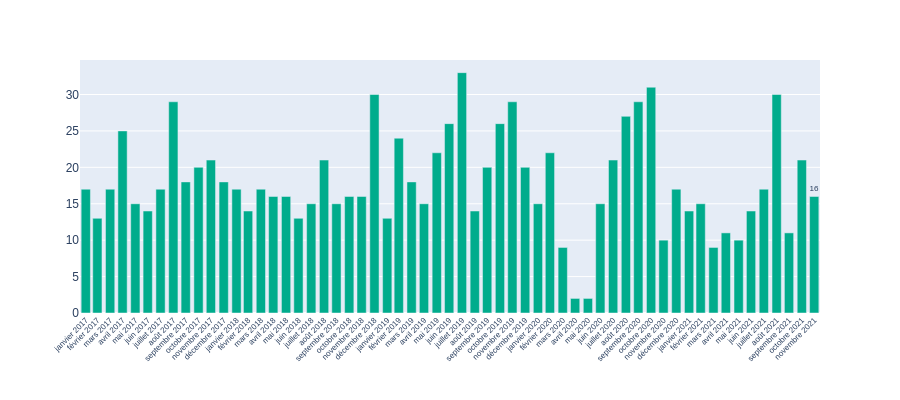 30
25
20
15
10
5
0
16
janvier 2017
février 2017
mars 2017
avril 2017
mai 2017
juin 2017
juillet 2017
août 2017
septembre 2017
octobre 2017
novembre 2017
décembre 2017
janvier 2018
février 2018
mars 2018
avril 2018
mai 2018
juin 2018
juillet 2018
août 2018
septembre 2018
octobre 2018
novembre 2018
décembre 2018
janvier 2019
février 2019
mars 2019
avril 2019
mai 2019
juin 2019
juillet 2019
août 2019
septembre 2019
octobre 2019
novembre 2019
décembre 2019
janvier 2020
février 2020
mars 2020
avril 2020
mai 2020
juin 2020
juillet 2020
août 2020
septembre 2020
octobre 2020
novembre 2020
décembre 2020
janvier 2021
février 2021
mars 2021
avril 2021
mai 2021
juin 2021
juillet 2021
août 2021
septembre 2021
octobre 2021
novembre 2021